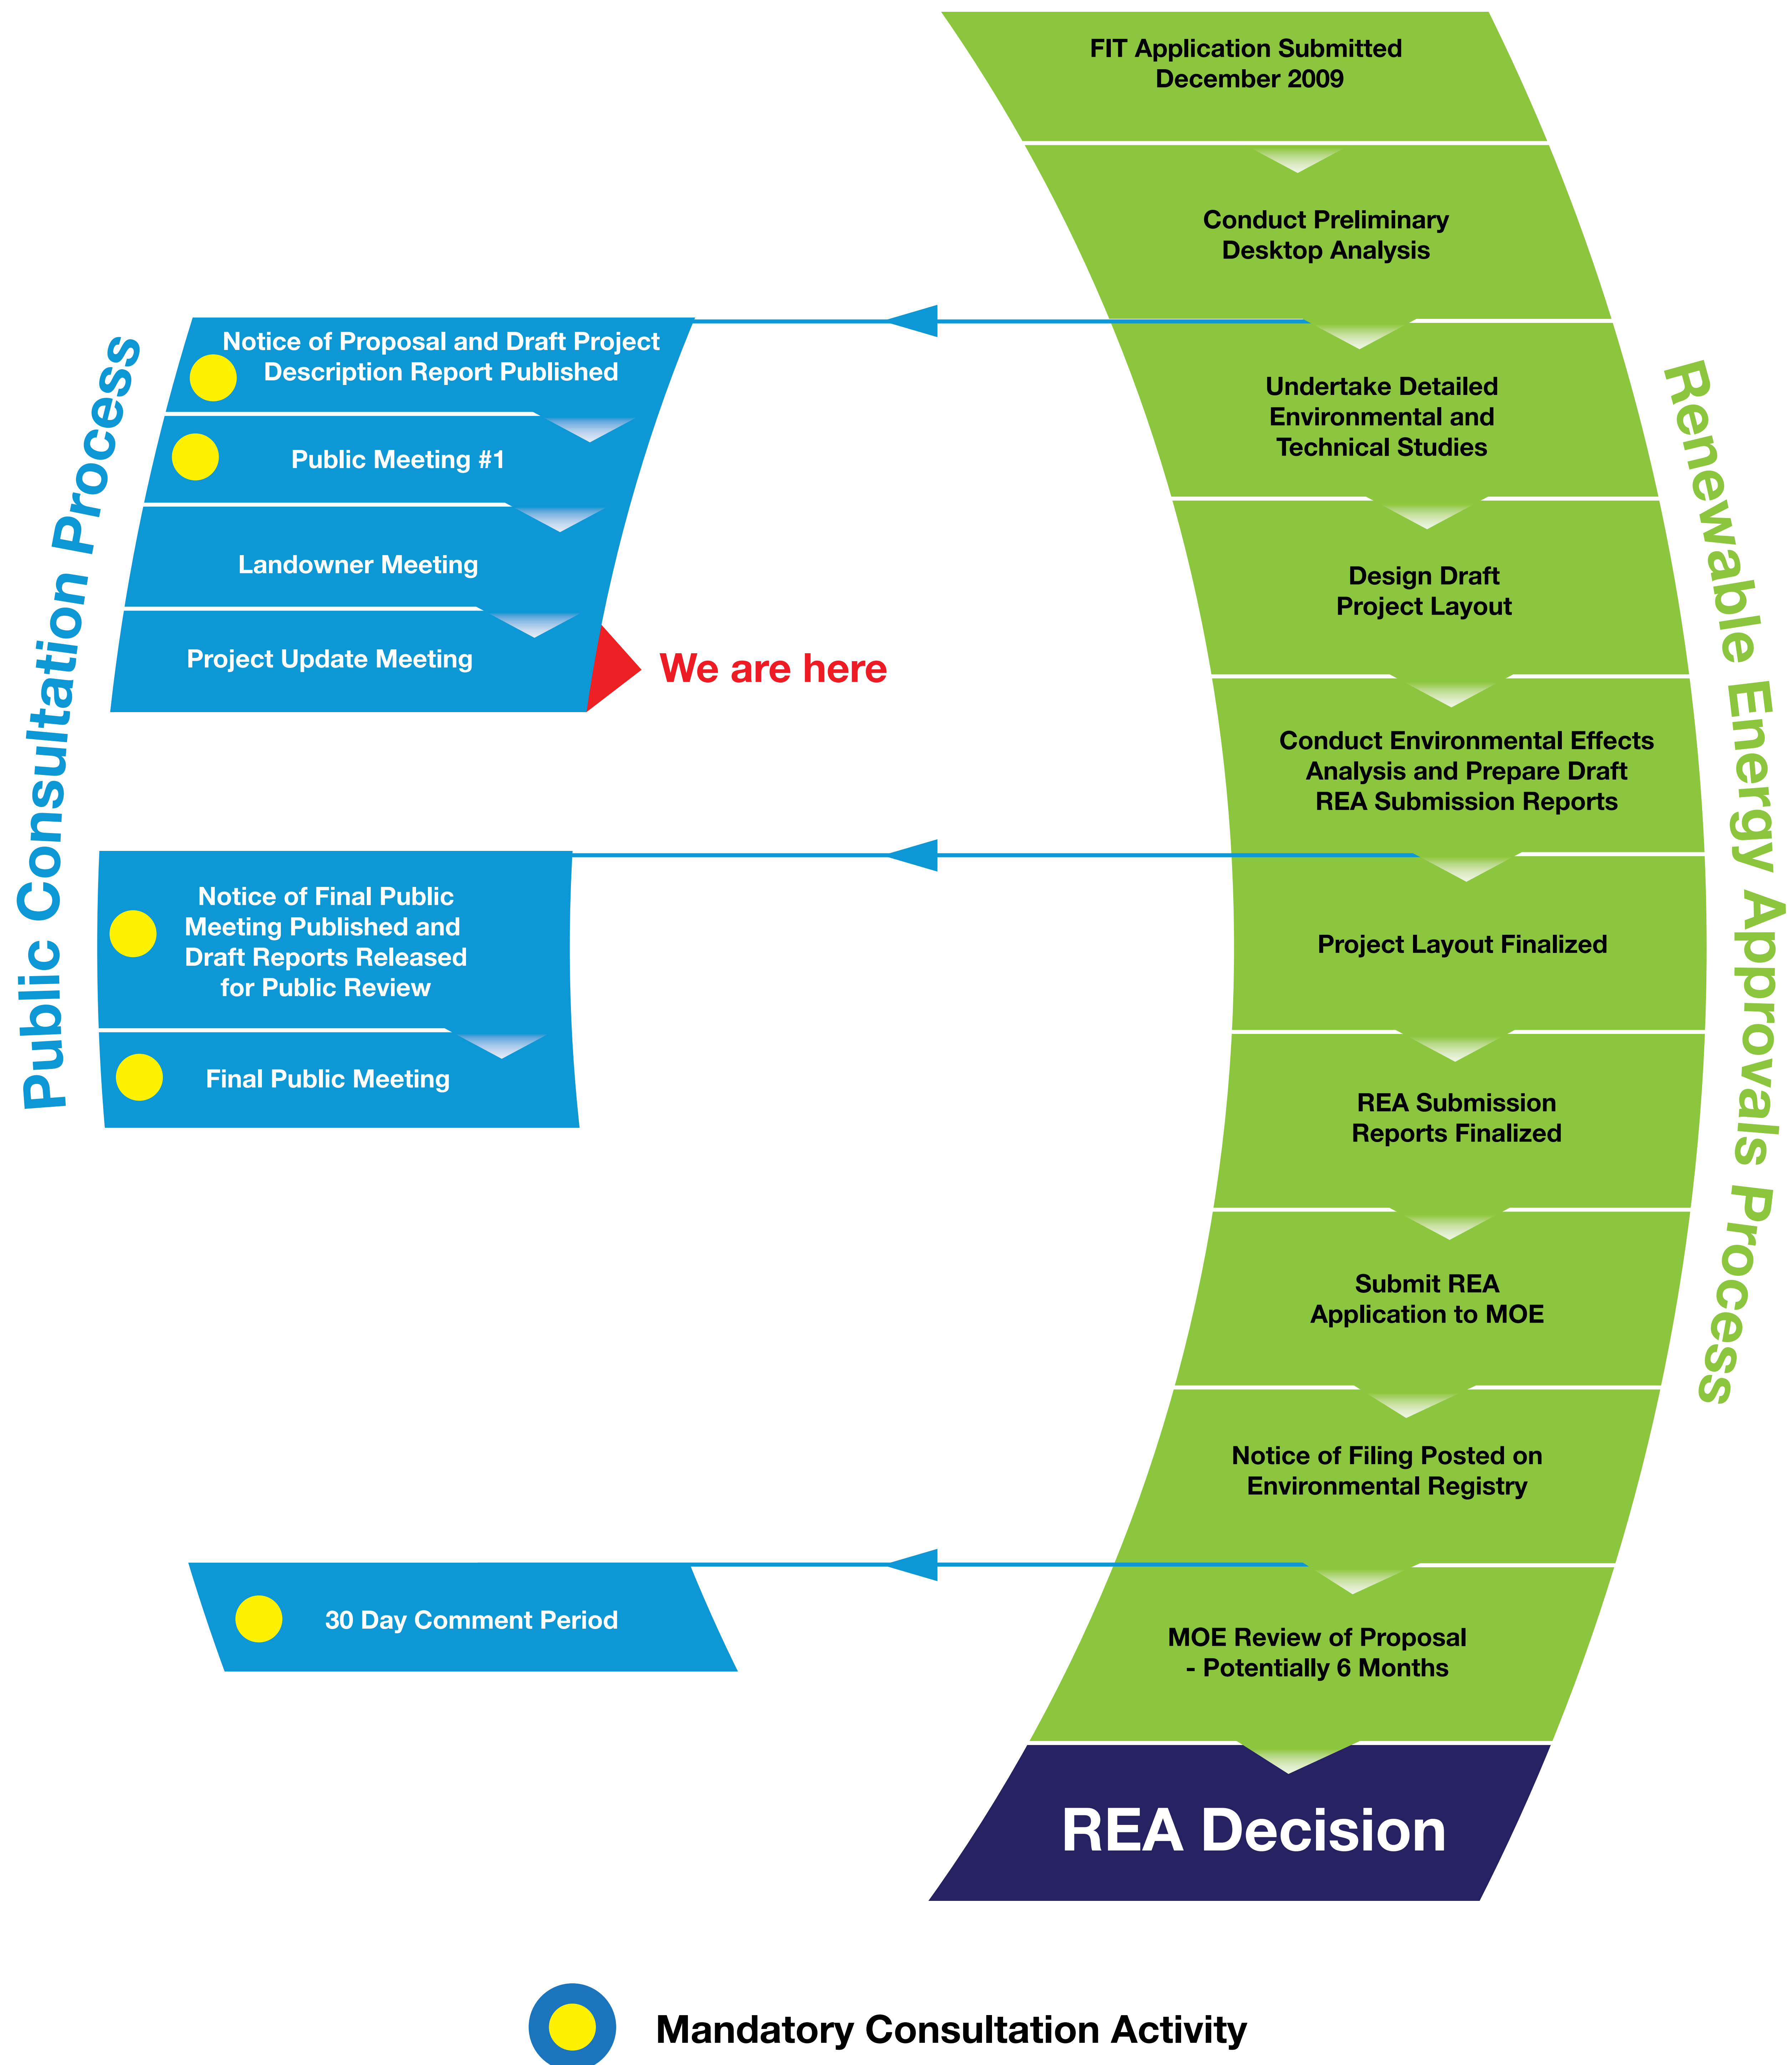 FIT Application Submitted
December 2009
Conduct Preliminary
Desktop Analysis
Undertake Detailed
Environmental and
Technical Studies
Design Draft
Project Layout
Conduct Environmental Effects
Analysis and Prepare Draft
REA Submission Reports
Project Layout Finalized
REA Submission
Reports Finalized
Submit REA
Application to MOE
Notice of Filing Posted on
Environmental Registry
MOE Review of Proposal
- Potentially 6 Months
REA Decision
Renewable Energy Approvals Process
Public Consultation Process
Notice of Proposal and Draft Project
Description Report Published
Public Meeting #1
Landowner Meeting
Project Update Meeting
We are here
Notice of Final Public
Meeting Published and
Draft Reports Released
for Public Review
Final Public Meeting
30 Day Comment Period
Mandatory Consultation Activity